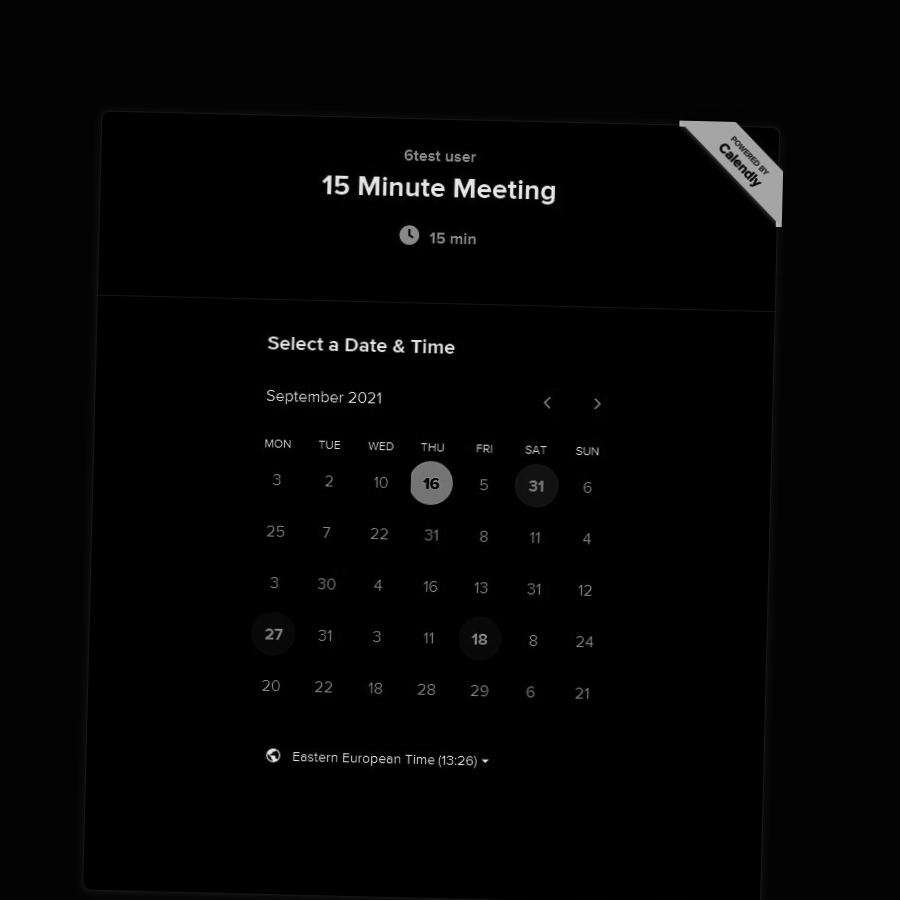 POWERED BY
Calendly
6test user
15 Minute Meeting
15 min
Select a Date & Time
September 2021
MON TUE WED THU FRI SAT SUN
3 2 10 16 5 31 6
25 7 22 31 8 11 4
3 30 4 16 13 31 12
27 31 3 11 18 8 24
20 22 18 28 29 6 21
Eastern European Time (13:26)